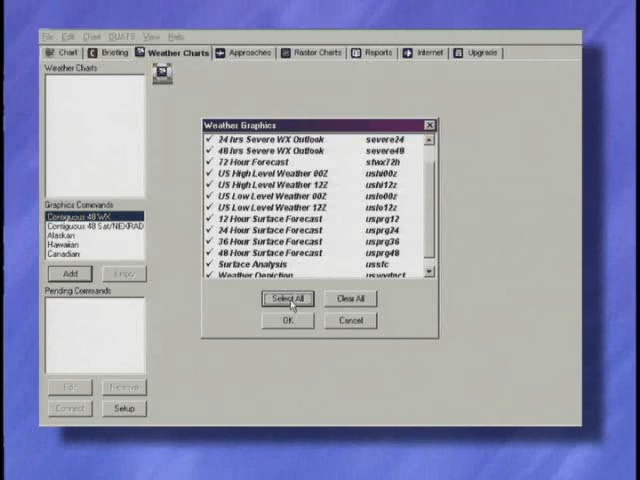 File Edit Chart DUATS View Help
Chart Briefing Weather Charts Approaches Raster Charts Reports Internet Upgrade
Weather Charts
Weather Graphics
24 hrs Severe WX Outlook severe24
48 hrs Severe WX Outlook severe48
72 Hour Forecast sfwx72h
US High Level Weather 00Z ushi00z
US High Level Weather 12Z ushi12z
US Low Level Weather 00Z uslo00z
US Low Level Weather 12Z uslo12z
12 Hour Surface Forecast usprg12
24 Hour Surface Forecast usprg24
36 Hour Surface Forecast usprg36
48 Hour Surface Forecast usprg48
Surface Analysis ussfc
Weather Depiction uswxdpct
Graphics Commands
Contiguous 48 WX
Contiguous 48 Sat/NEXRAD
Alaskan
Hawaiian
Canadian
Add Empty
Select All Clear All
OK Cancel
Pending Commands
Edit Remove
Connect Setup